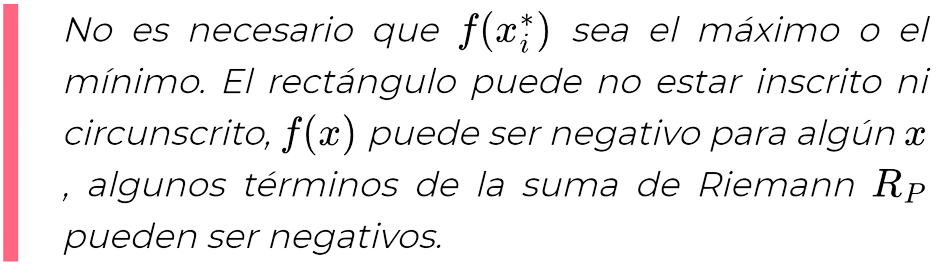 No es necesario que f(x_i^*) sea el máximo o el
mínimo. El rectángulo puede no estar inscrito ni
circunscrito, f(x) puede ser negativo para algún x
, algunos términos de la suma de Riemann R_P
pueden ser negativos.